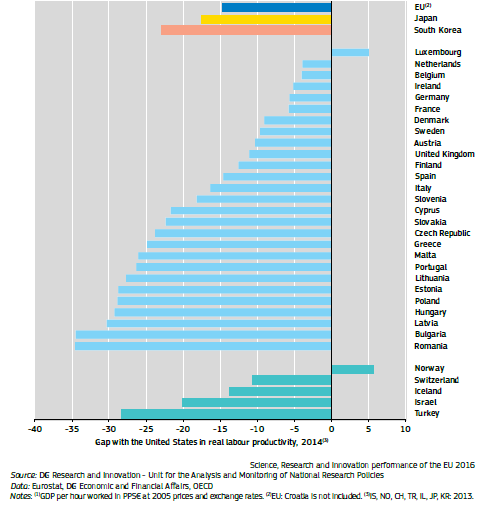 EU(2)
Japan
South Korea
Luxembourg
Netherlands
Belgium
Ireland
Germany
France
Denmark
Sweden
Austria
United Kingdom
Finland
Spain
Italy
Slovenia
Cyprus
Slovakia
Czech Republic
Greece
Malta
Portugal
Lithuania
Estonia
Poland
Hungary
Latvia
Bulgaria
Romania
Norway
Switzerland
Iceland
Israel
Turkey
-40 -35 -30 -25 -20 -15 -10 -5 0 5 10
Gap with the United States in real labour productivity, 2014(3)
Science, Research and Innovation performance of the EU 2016
Source: DG Research and Innovation - Unit for the Analysis and Monitoring of National Research Policies
Data: Eurostat, DG Economic and Financial Affairs, OECD
Notes: (1)GDP per hour worked in PPS€ at 2005 prices and exchange rates. (2)EU: Croatia is not included. (3)IS, NO, CH, TR, IL, JP, KR: 2013.